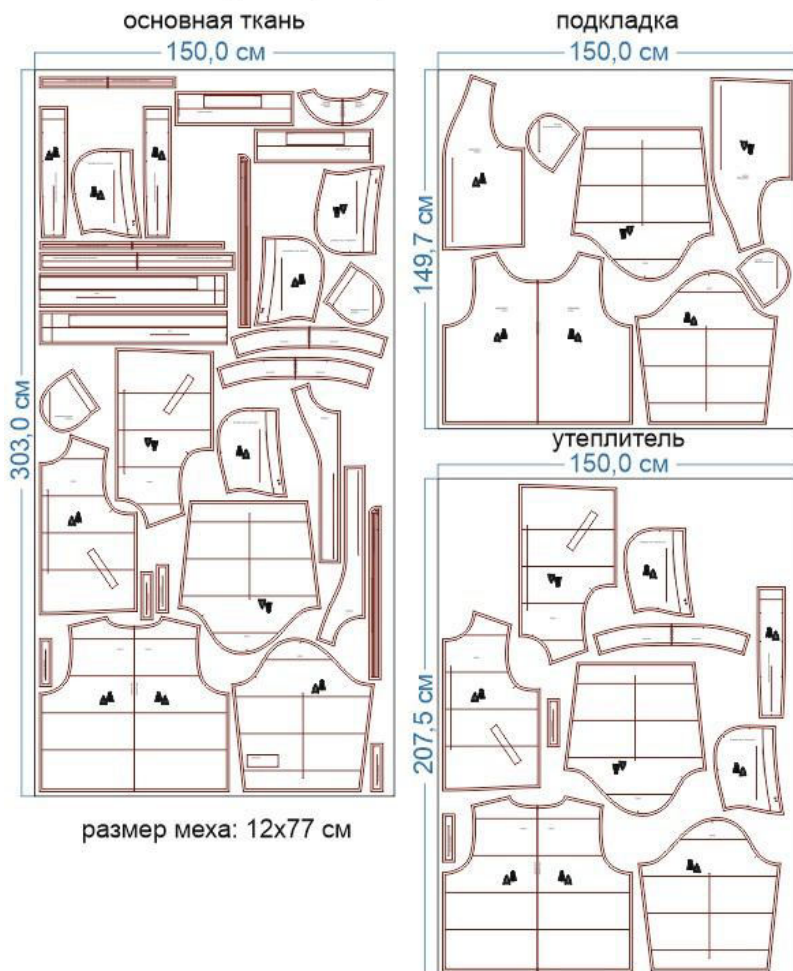 основная ткань
150,0 см
303,0 см
размер меха: 12x77 см
подкладка
150,0 см
149,7 см
утеплитель
150,0 см
207,5 см